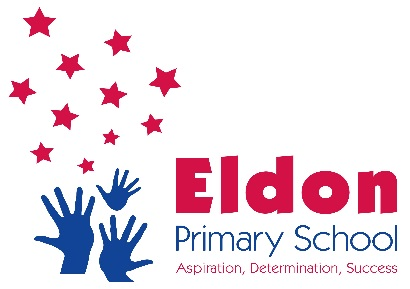 Eldon
Primary School
Aspiration, Determination, Success